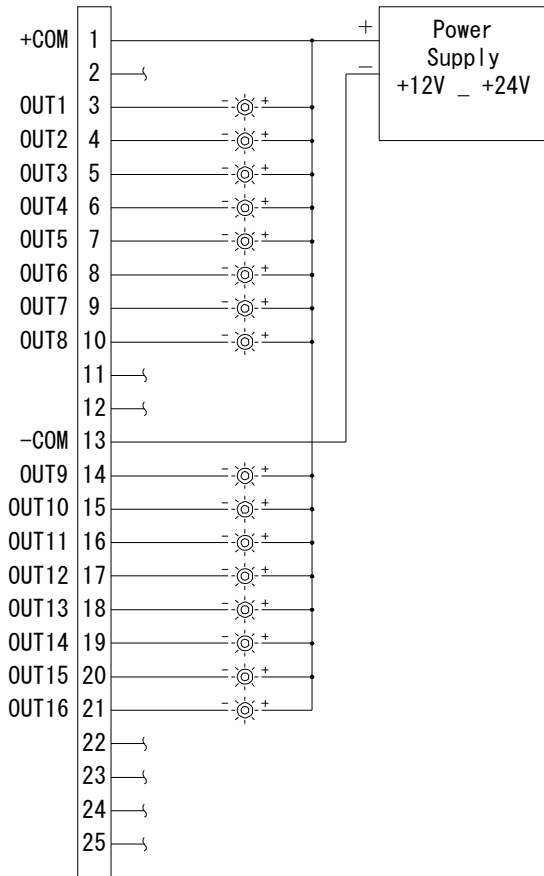 +COM 1 + Power
Supply
+12V _ +24V
2 −
OUT1 3 - +
OUT2 4 - +
OUT3 5 - +
OUT4 6 - +
OUT5 7 - +
OUT6 8 - +
OUT7 9 - +
OUT8 10 - +
11
12
-COM 13
OUT9 14 - +
OUT10 15 - +
OUT11 16 - +
OUT12 17 - +
OUT13 18 - +
OUT14 19 - +
OUT15 20 - +
OUT16 21 - +
22
23
24
25